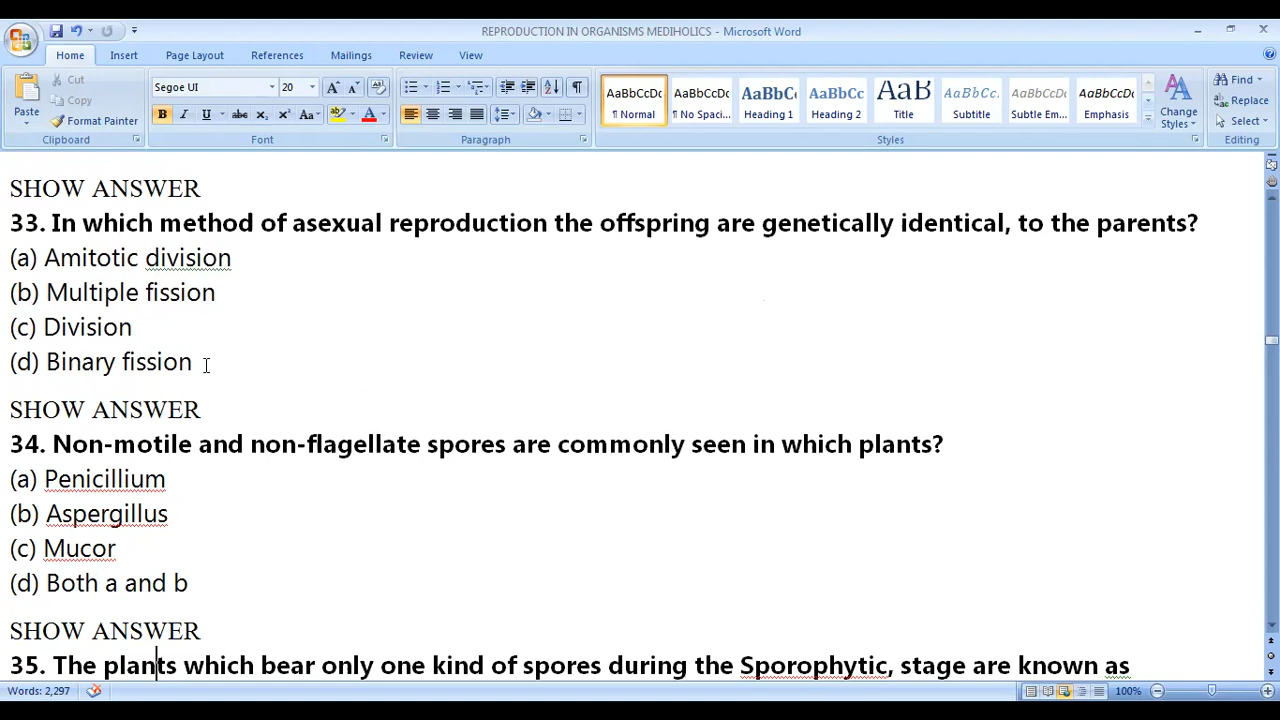 REPRODUCTION IN ORGANISMS MEDIHOLICS - Microsoft Word
Home Insert Page Layout References Mailings Review View
Cut
Copy
Format Painter
Paste
Clipboard
Segoe UI 20
B I U abc x₂ x² Aa
Font
Paragraph
AaBbCcDc AaBbCcDc AaBbCc AaBbCc AaB AaBbCc. AaBbCcDc AaBbCcDc
¶ Normal ¶ No Spaci... Heading 1 Heading 2 Title Subtitle Subtle Em... Emphasis
Styles
Change Styles
Find
Replace
Select
Editing
SHOW ANSWER
33. In which method of asexual reproduction the offspring are genetically identical, to the parents?
(a) Amitotic division
(b) Multiple fission
(c) Division
(d) Binary fission
SHOW ANSWER
34. Non-motile and non-flagellate spores are commonly seen in which plants?
(a) Penicillium
(b) Aspergillus
(c) Mucor
(d) Both a and b
SHOW ANSWER
35. The plants which bear only one kind of spores during the Sporophytic, stage are known as
Words: 2,297
100%